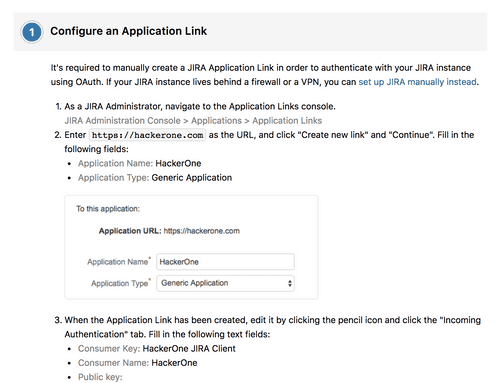 1 Configure an Application Link
It's required to manually create a JIRA Application Link in order to authenticate with your JIRA instance
using OAuth. If your JIRA instance lives behind a firewall or a VPN, you can set up JIRA manually instead.
1. As a JIRA Administrator, navigate to the Application Links console.
JIRA Administration Console > Applications > Application Links
2. Enter https://hackerone.com as the URL, and click "Create new link" and "Continue". Fill in the
following fields:
• Application Name: HackerOne
• Application Type: Generic Application
To this application:
Application URL: https://hackerone.com
Application Name* HackerOne
Application Type* Generic Application
3. When the Application Link has been created, edit it by clicking the pencil icon and click the "Incoming
Authentication" tab. Fill in the following text fields:
• Consumer Key: HackerOne JIRA Client
• Consumer Name: HackerOne
• Public key: